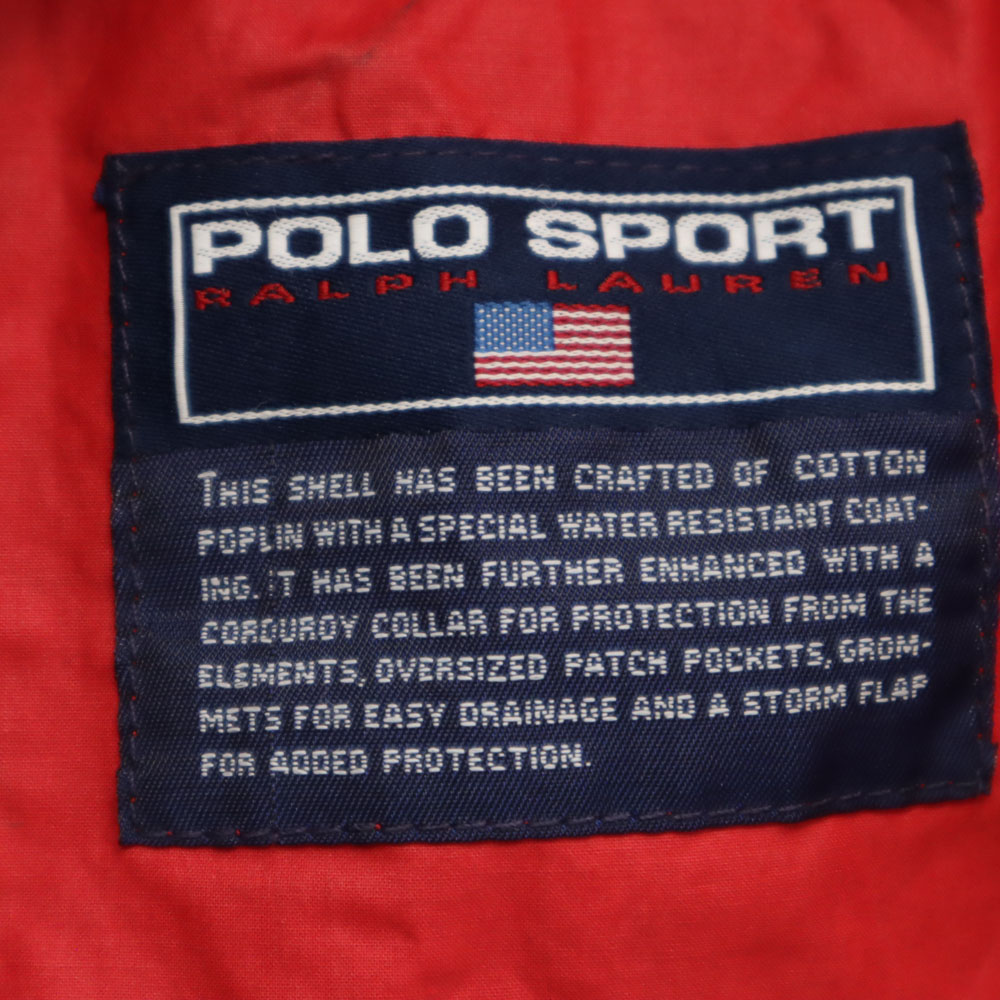 POLO SPORT
RALPH LAUREN
THIS SHELL HAS BEEN CRAFTED OF COTTON
POPLIN WITH A SPECIAL WATER RESISTANT COAT-
ING. IT HAS BEEN FURTHER ENHANCED WITH A
CORDUROY COLLAR FOR PROTECTION FROM THE
ELEMENTS, OVERSIZED PATCH POCKETS, GROM-
METS FOR EASY DRAINAGE AND A STORM FLAP
FOR ADDED PROTECTION.